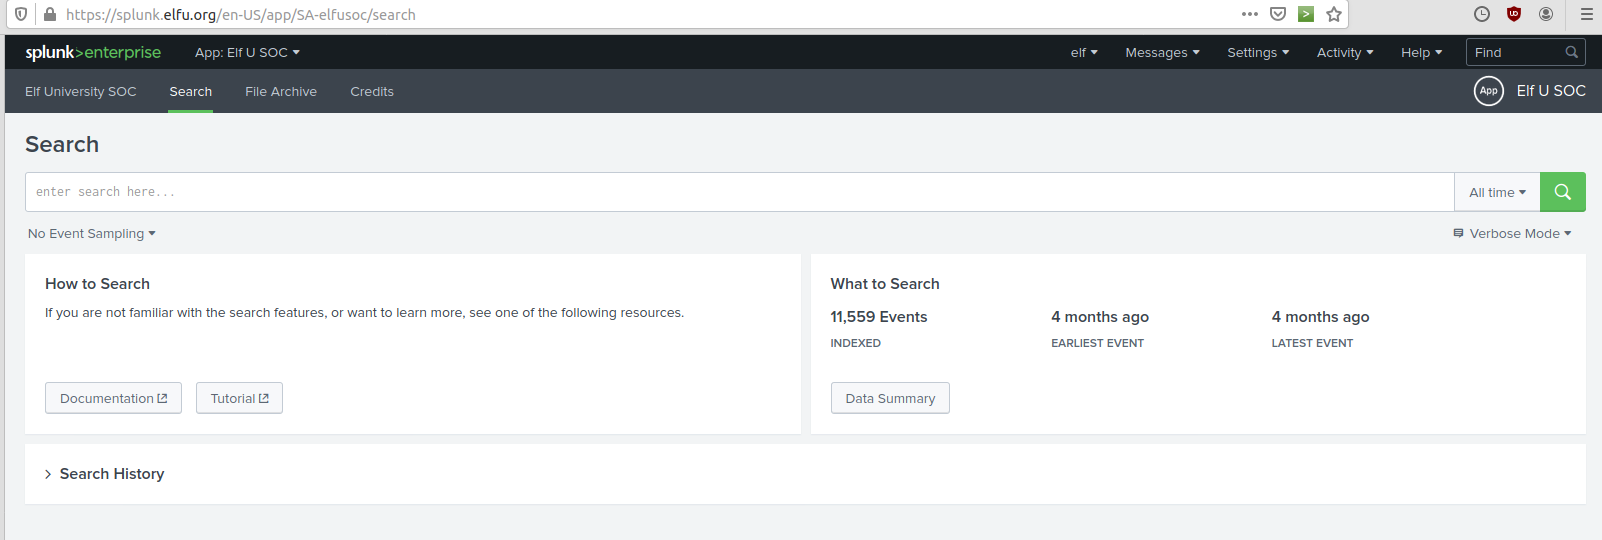 https://splunk.elfu.org/en-US/app/SA-elfusoc/search
splunk>enterprise App: Elf U SOC elf Messages Settings Activity Help Find
Elf University SOC Search File Archive Credits App Elf U SOC
Search
enter search here... All time
No Event Sampling Verbose Mode
How to Search What to Search
If you are not familiar with the search features, or want to learn more, see one of the following resources. 11,559 Events 4 months ago 4 months ago
INDEXED EARLIEST EVENT LATEST EVENT
Documentation Tutorial Data Summary
Search History